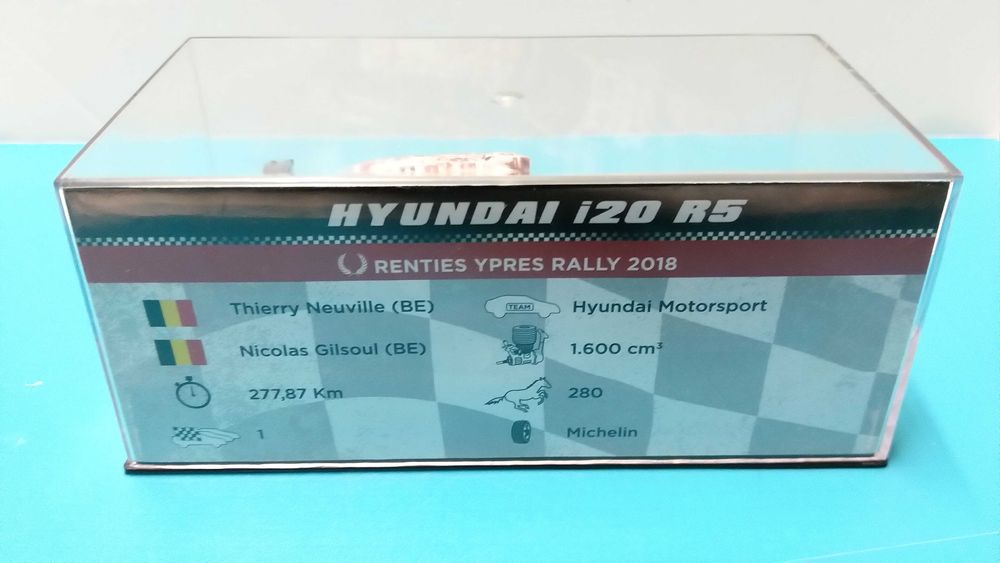 HYUNDAI i20 R5
RENTIES YPRES RALLY 2018
Thierry Neuville (BE)
Nicolas Gilsoul (BE)
277,87 Km
1
TEAM
Hyundai Motorsport
1.600 cm³
280
Michelin